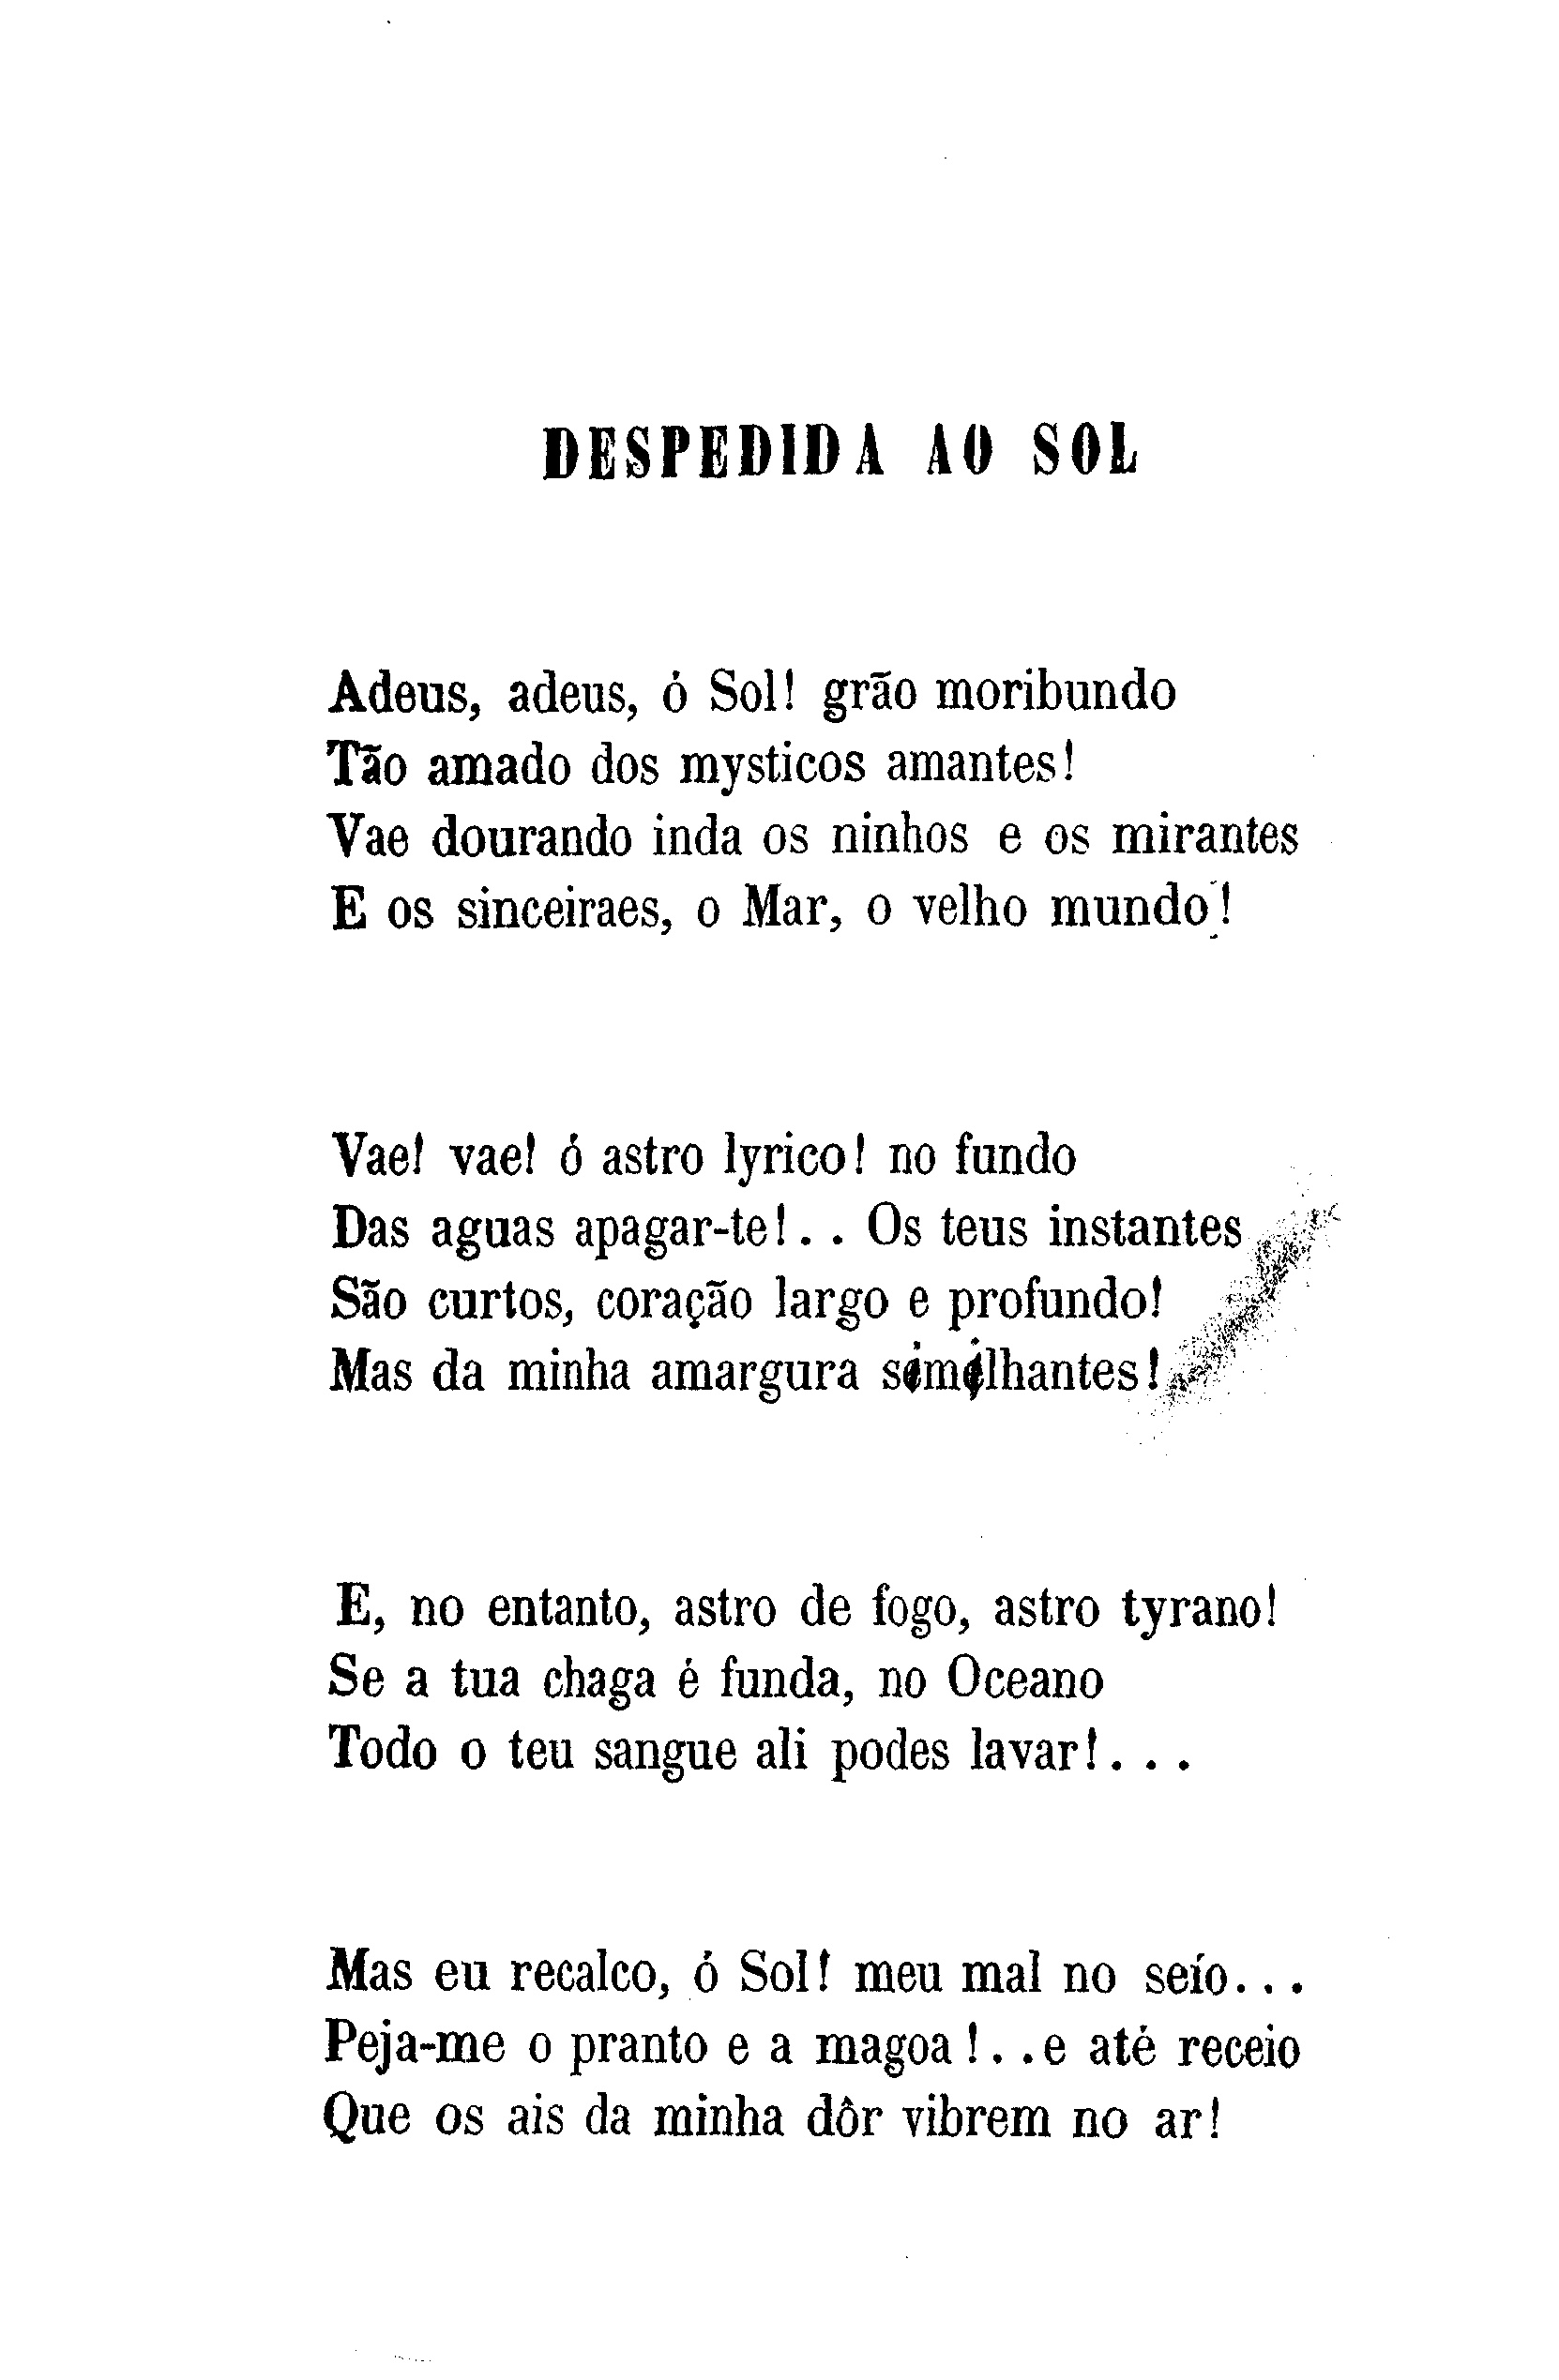 DESPEDIDA AO SOL
Adeus, adeus, ó Sol! grão moribundo
Tão amado dos mysticos amantes!
Vae dourando inda os ninhos e os mirantes
E os sinceiraes, o Mar, o velho mundo!
Vae! vae! ó astro lyrico! no fundo
Das aguas apagar-te!. . Os teus instantes
São curtos, coração largo e profundo!
Mas da minha amargura similhantes!
E, no entanto, astro de fogo, astro tyrano!
Se a tua chaga é funda, no Oceano
Todo o teu sangue ali podes lavar!. . .
Mas eu recalco, ó Sol! meu mal no seio. . .
Peja-me o pranto e a magoa!. . .e até receio
Que os ais da minha dôr vibrem no ar!